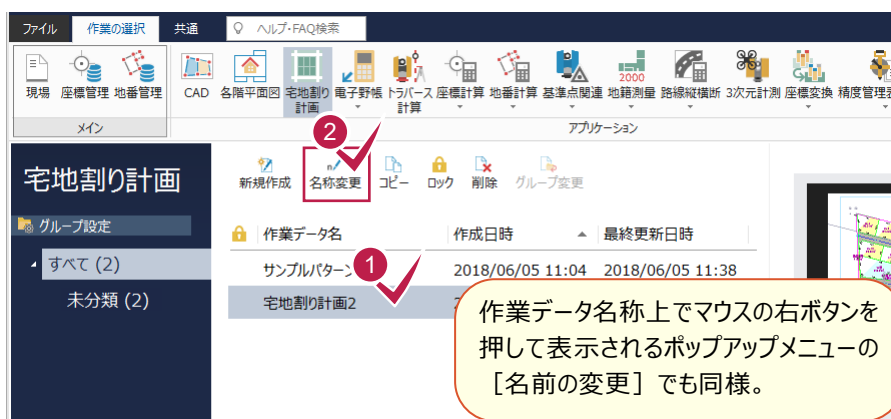 ファイル 作業の選択 共通 ヘルプ・FAQ検索
現場 座標管理 地番管理 CAD 各階平面図 宅地割り計画 電子野帳 トラバース計算 座標計算 地番計算 基準点関連 2000 地籍測量 路線縦横断 3次元計測 座標変換 精度管理
メイン アプリケーション
2
宅地割り計画
新規作成 名称変更 コピー ロック 削除 グループ変更
グループ設定
作業データ名 作成日時 最終更新日時
すべて (2)
サンプルパターン 2018/06/05 11:04 2018/06/05 11:38
1
未分類 (2)
宅地割り計画2
作業データ名称上でマウスの右ボタンを
押して表示されるポップアップメニューの
［名前の変更］でも同様。